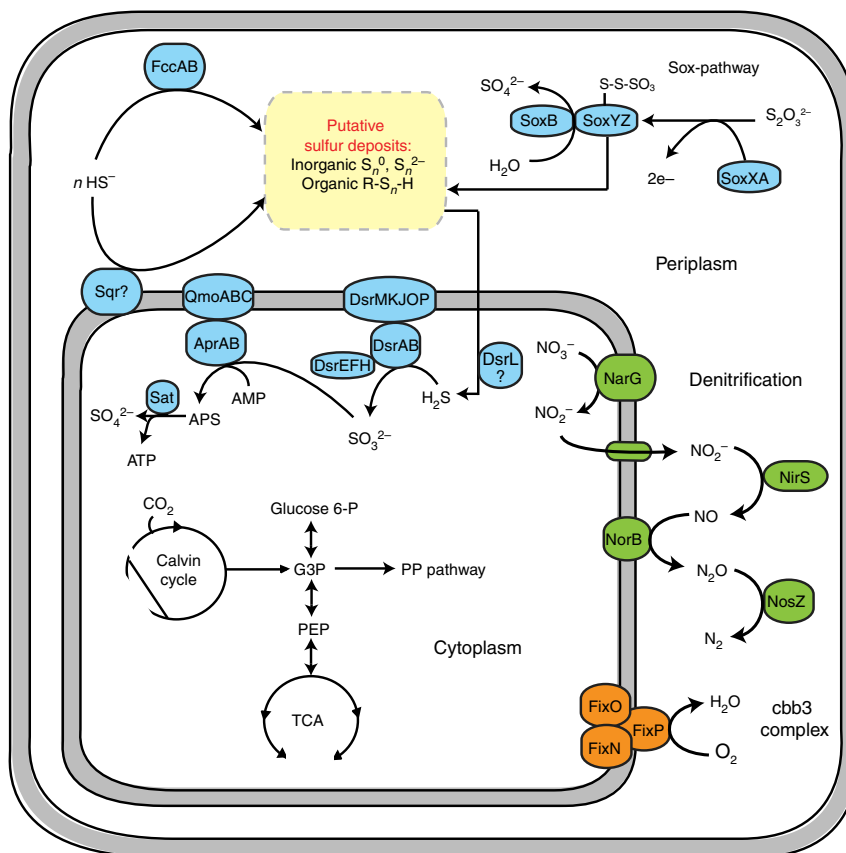 FccAB
Sox-pathway
SO₄²⁻
S-S-SO₃
SoxB
SoxYZ
S₂O₃²⁻
H₂O
2e–
SoxXA
Putative
sulfur deposits:
Inorganic Sₙ⁰, Sₙ²⁻
Organic R-Sₙ-H
n HS⁻
Periplasm
Sqr?
QmoABC
DsrMKJOP
AprAB
DsrAB
DsrEFH
DsrL
?
NO₃⁻
NarG
Denitrification
Sat
AMP
H₂S
SO₄²⁻
APS
NO₂⁻
SO₃²⁻
ATP
NO₂⁻
NirS
CO₂
Glucose 6-P
NO
NorB
Calvin
cycle
G3P
PP pathway
N₂O
NosZ
PEP
Cytoplasm
N₂
TCA
FixO
FixP
FixN
H₂O
O₂
cbb3
complex